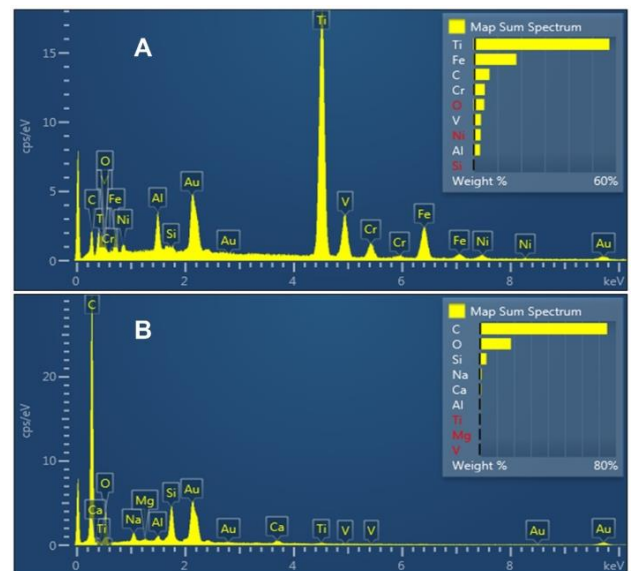 A
cps/eV
15
10
5
0
C
O
T
Cr
Fe
Ni
Al
Si
Au
Au
Ti
V
Cr
Cr
Fe
Fe
Ni
Ni
Au
0
2
4
6
8
keV
Map Sum Spectrum
Ti
Fe
C
Cr
O
V
Ni
Al
Si
Weight %
60%
B
cps/eV
20
10
0
C
O
Ca
Ti
Na
Mg
Al
Si
Au
Au
Ca
Ti
V
V
Au
Au
0
2
4
6
8
keV
Map Sum Spectrum
C
O
Si
Na
Ca
Al
Ti
Mg
V
Weight %
80%